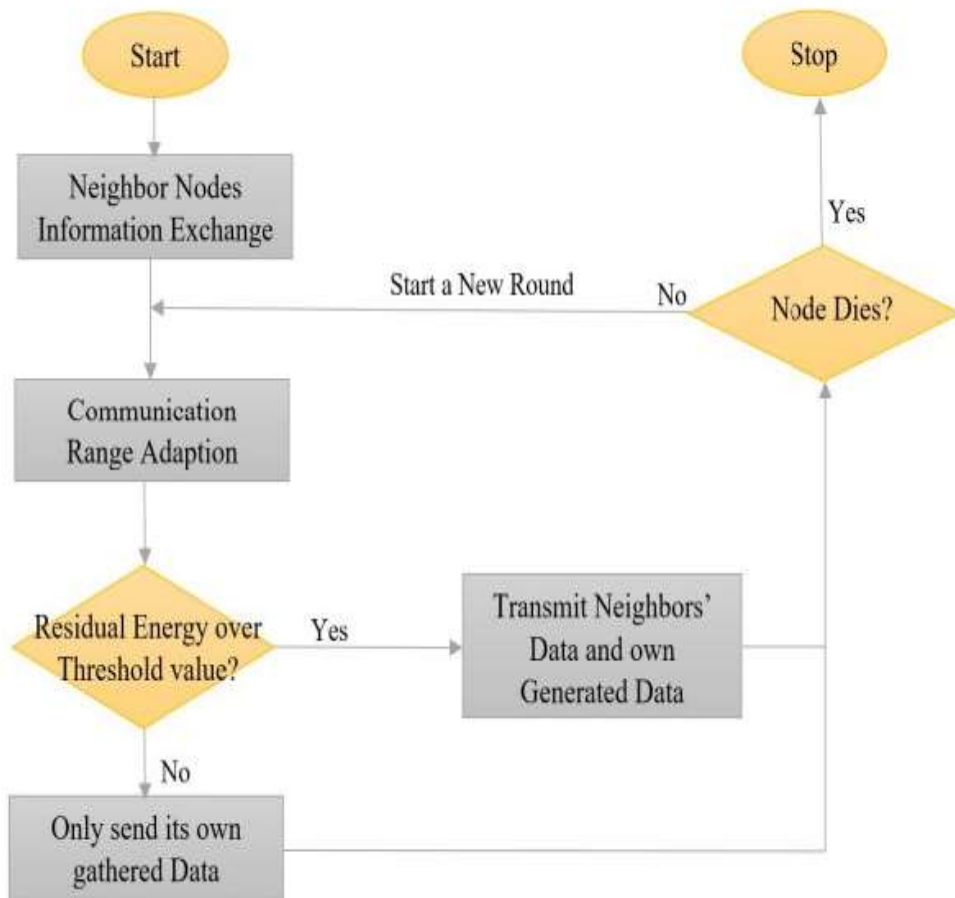 Start
Stop
Neighbor Nodes
Information Exchange
Yes
Start a New Round
No
Node Dies?
Communication
Range Adaption
Residual Energy over
Threshold value?
Yes
Transmit Neighbors’
Data and own
Generated Data
No
Only send its own
gathered Data